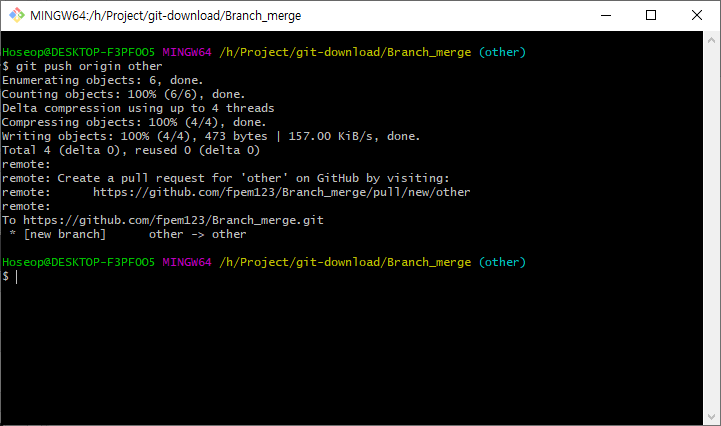 MINGW64:/h/Project/git-download/Branch_merge
Hoseop@DESKTOP-F3PF0O5 MINGW64 /h/Project/git-download/Branch_merge (other)
$ git push origin other
Enumerating objects: 6, done.
Counting objects: 100% (6/6), done.
Delta compression using up to 4 threads
Compressing objects: 100% (4/4), done.
Writing objects: 100% (4/4), 473 bytes | 157.00 KiB/s, done.
Total 4 (delta 0), reused 0 (delta 0)
remote:
remote: Create a pull request for 'other' on GitHub by visiting:
remote:      https://github.com/fpem123/Branch_merge/pull/new/other
remote:
To https://github.com/fpem123/Branch_merge.git
 * [new branch]      other -> other
Hoseop@DESKTOP-F3PF0O5 MINGW64 /h/Project/git-download/Branch_merge (other)
$